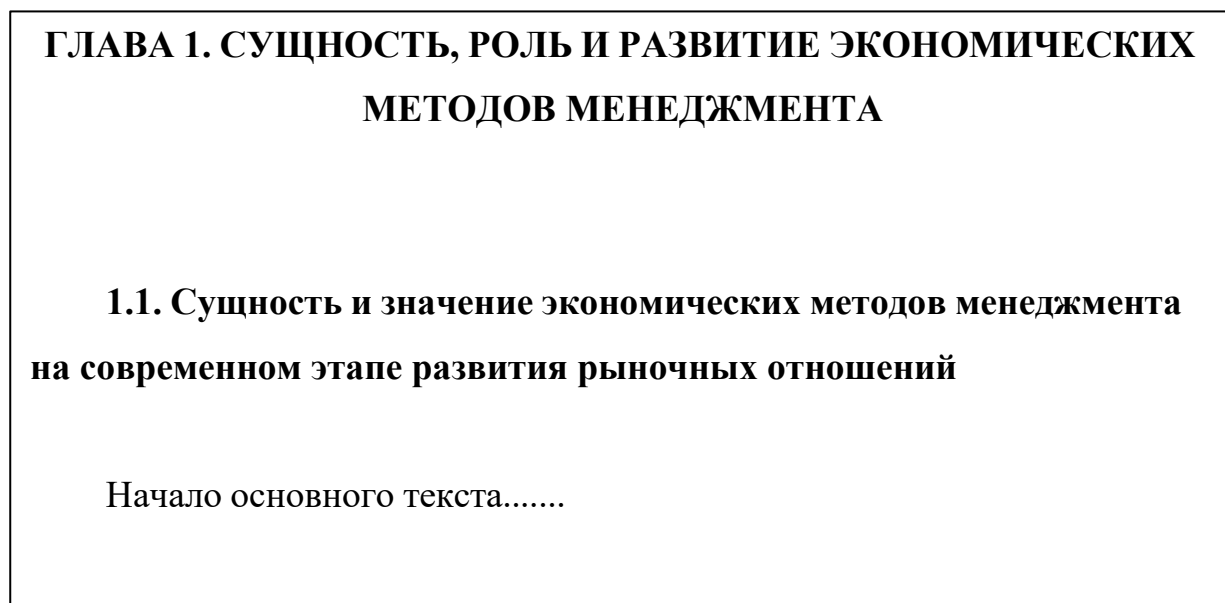 ГЛАВА 1. СУЩНОСТЬ, РОЛЬ И РАЗВИТИЕ ЭКОНОМИЧЕСКИХ
МЕТОДОВ МЕНЕДЖМЕНТА
1.1. Сущность и значение экономических методов менеджмента
на современном этапе развития рыночных отношений
Начало основного текста.......